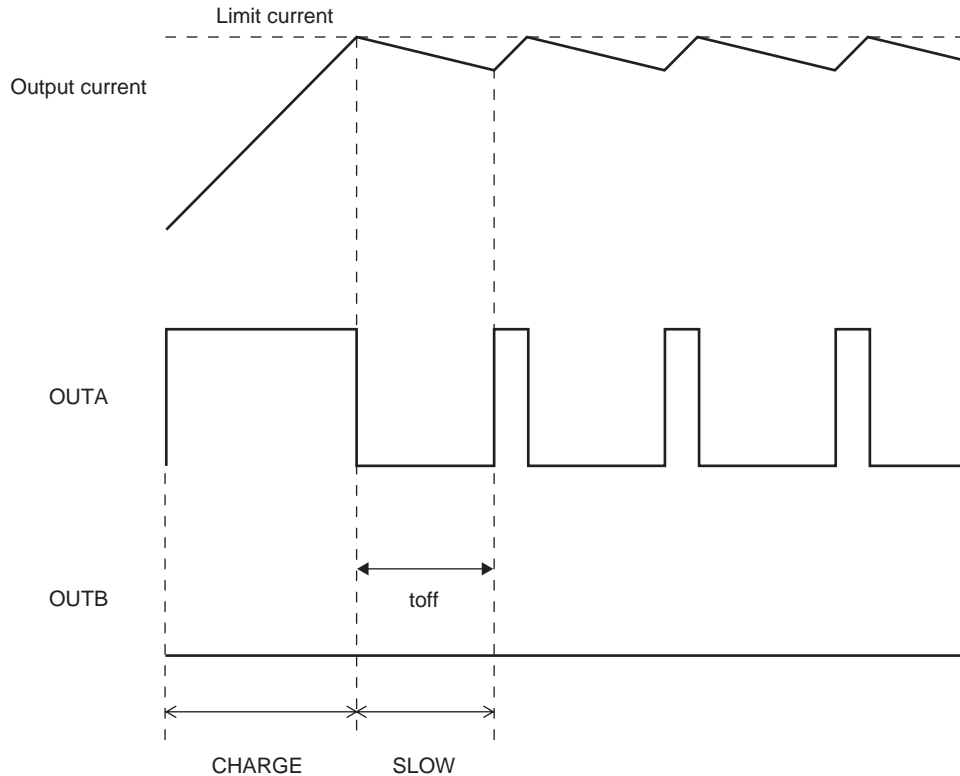 Limit current
Output current
OUTA
OUTB
toff
CHARGE
SLOW